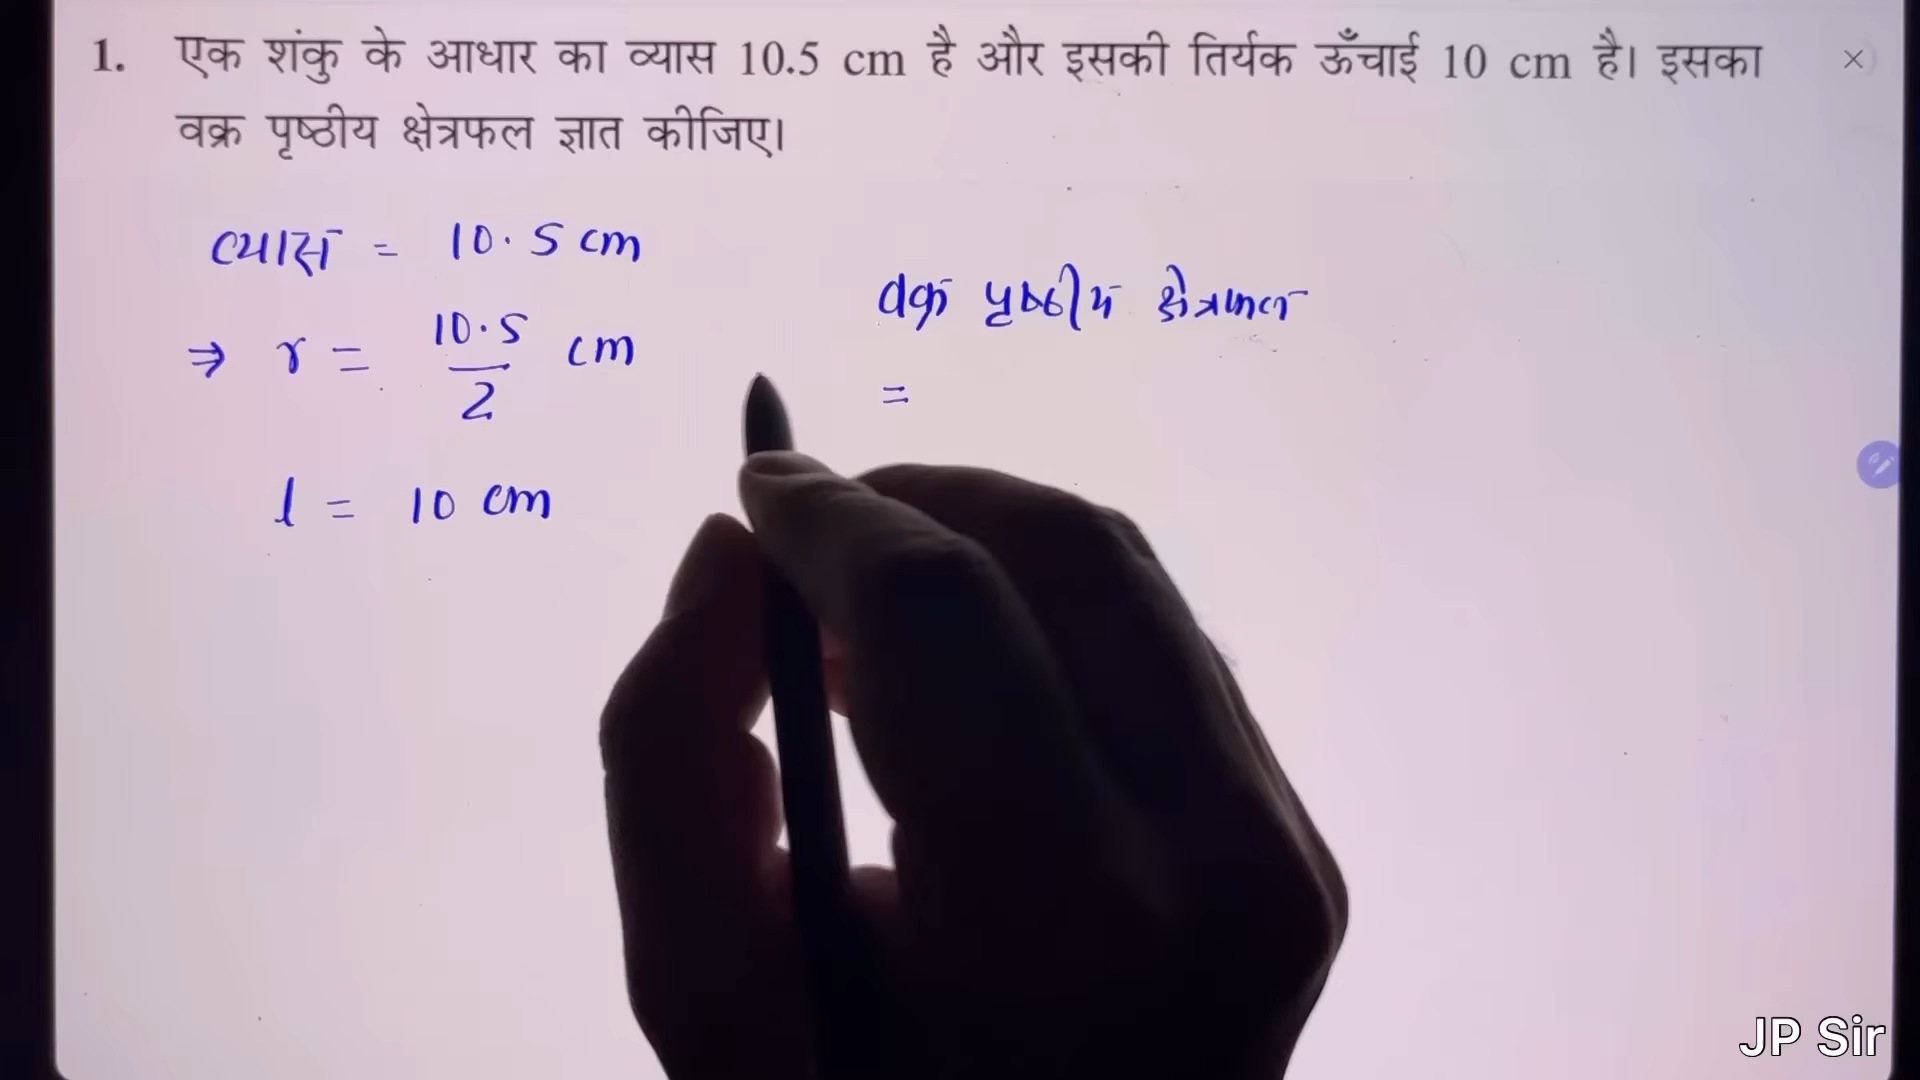 1. एक शंकु के आधार का व्यास 10.5 cm है और इसकी तिर्यक ऊँचाई 10 cm है। इसका
वक्र पृष्ठीय क्षेत्रफल ज्ञात कीजिए।
व्यास = 10.5 cm
⇒ r = 10.5/2 cm
l = 10 cm
वक्र पृष्ठीय क्षेत्रफल
=
JP Sir